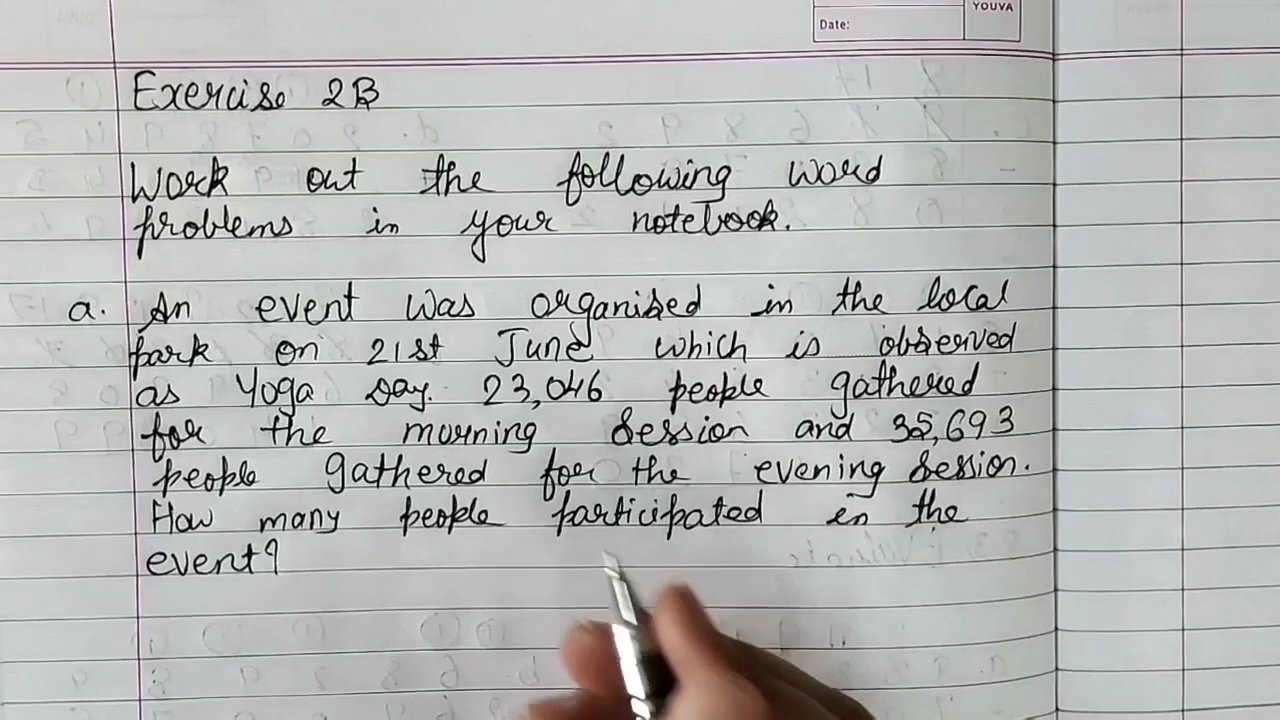 YOUVA
Date:
Exercise 2B
Work out the following word
problems in your notebook.
a. An event was organised in the local
park on 21st June which is observed
as Yoga Day. 23,046 people gathered
for the morning session and 35,693
people gathered for the evening session.
How many people participated in the
event?